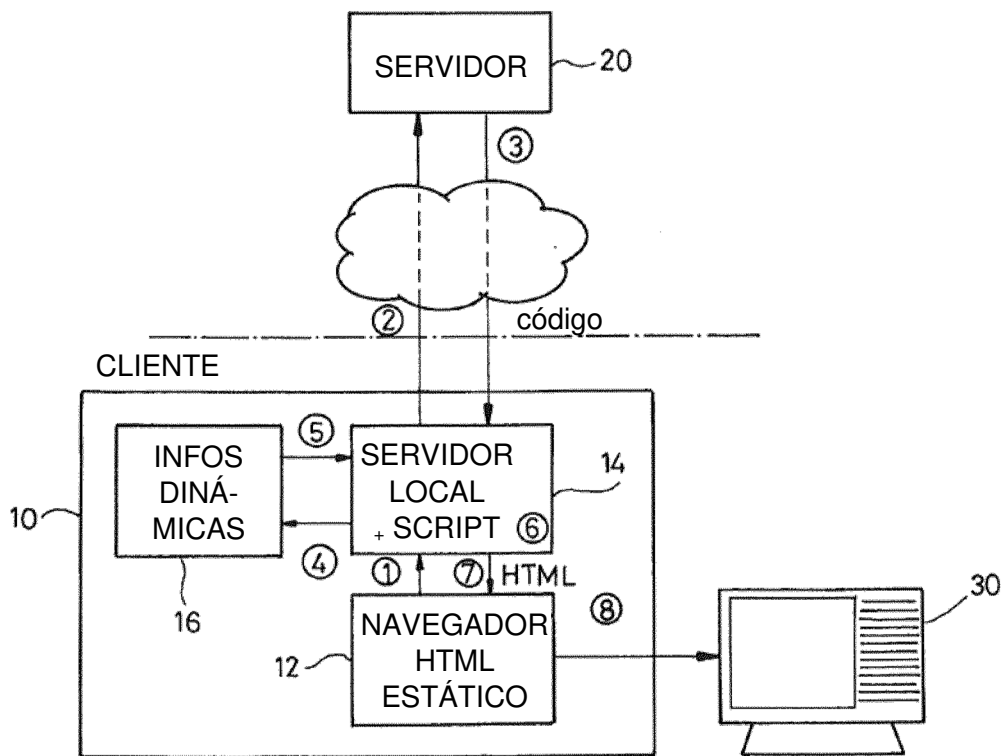 SERVIDOR
20
③
②
código
CLIENTE
⑤
INFOS
DINÁ-
MICAS
SERVIDOR
LOCAL
+ SCRIPT
⑥
14
10
④
①
⑦
HTML
16
⑧
30
12
NAVEGADOR
HTML
ESTÁTICO